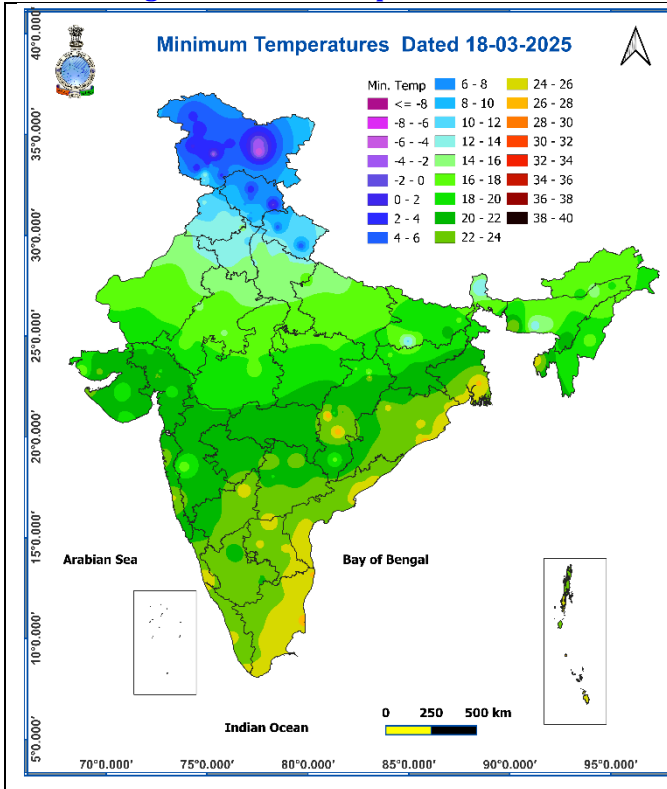 Minimum Temperatures Dated 18-03-2025
Min. Temp
<= -8
-8 - -6
-6 - -4
-4 - -2
-2 - 0
0 - 2
2 - 4
4 - 6
6 - 8
8 - 10
10 - 12
12 - 14
14 - 16
16 - 18
18 - 20
20 - 22
22 - 24
24 - 26
26 - 28
28 - 30
30 - 32
32 - 34
34 - 36
36 - 38
38 - 40
40°0.000'
35°0.000'
30°0.000'
25°0.000'
20°0.000'
15°0.000'
10°0.000'
5°0.000'
Arabian Sea
Bay of Bengal
Indian Ocean
0 250 500 km
70°0.000' 75°0.000' 80°0.000' 85°0.000' 90°0.000' 95°0.000'